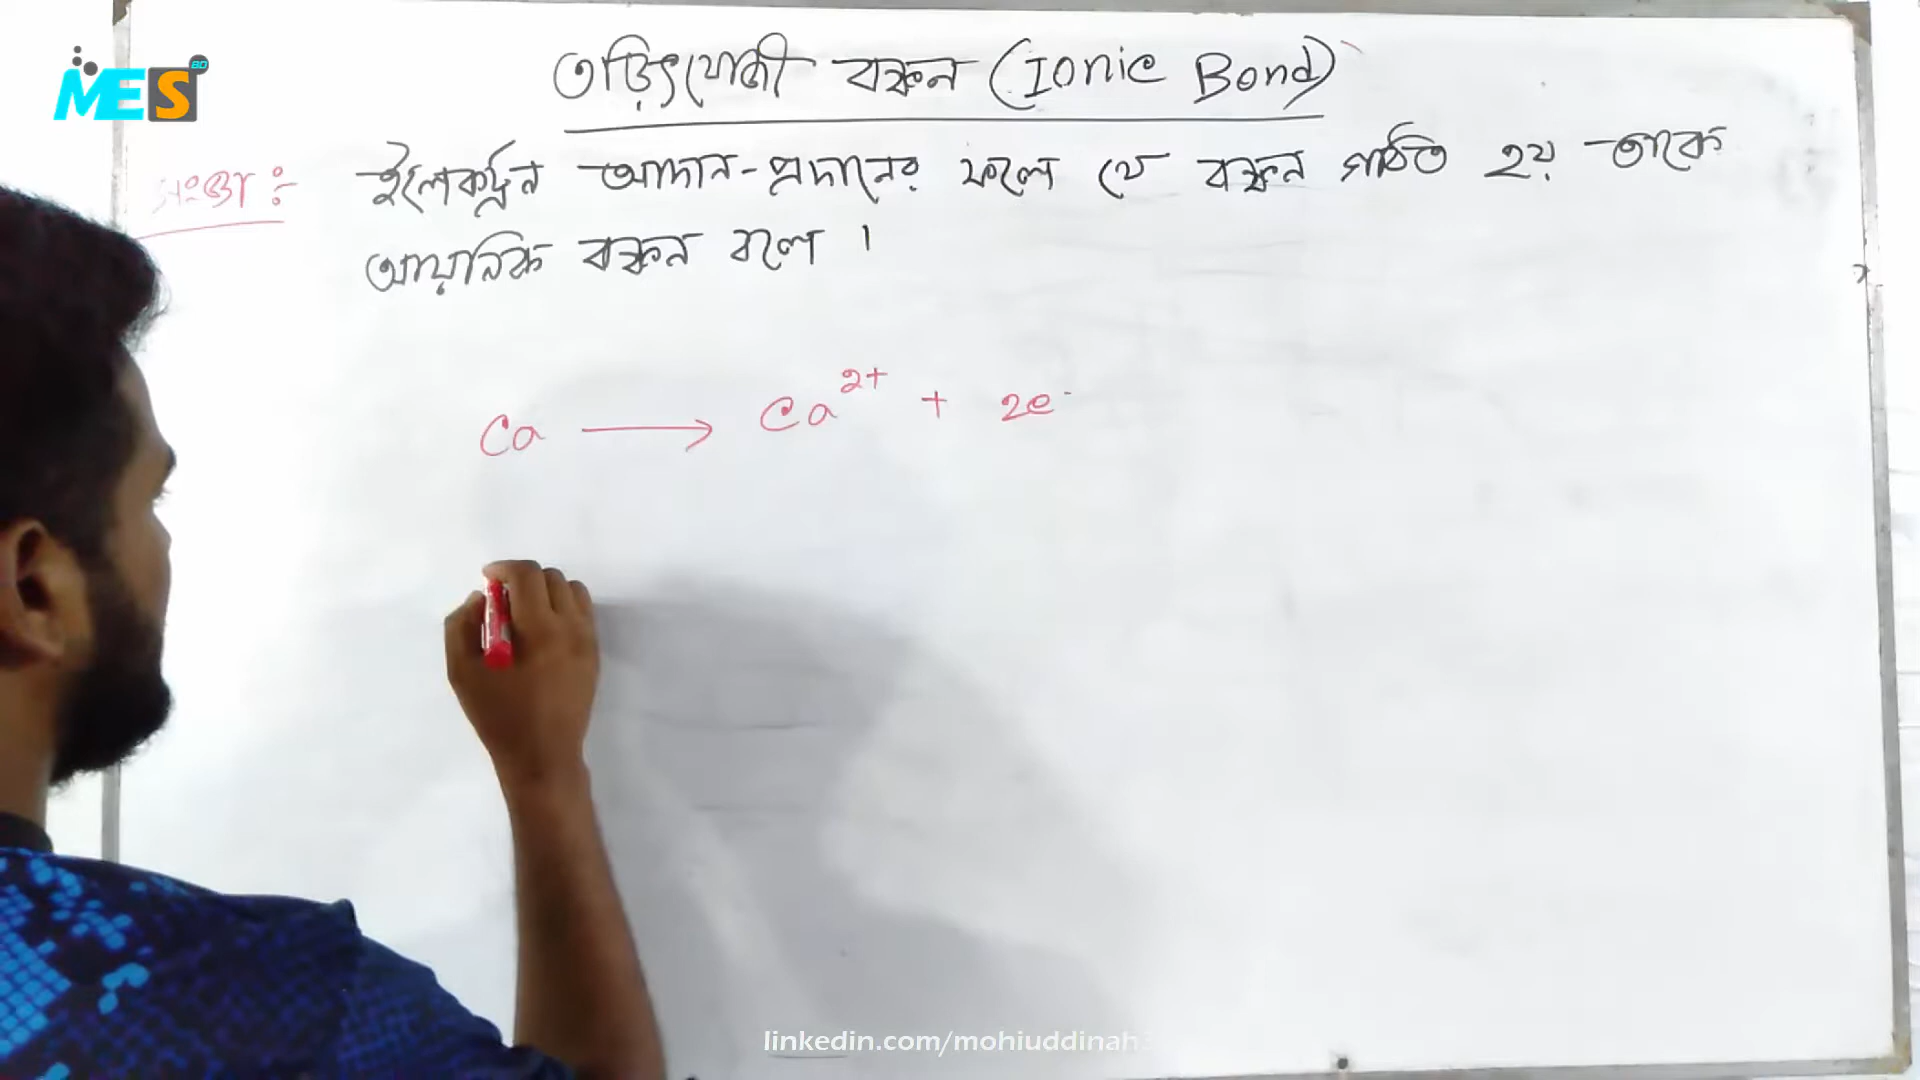 MES BD
তড়িৎযোজী বন্ধন (Ionic Bond)
সংজ্ঞা :- ইলেকট্রন আদান-প্রদানের ফলে যে বন্ধন গঠিত হয় তাকে
আয়নিক বন্ধন বলে ।
Ca ⟶ Ca²⁺ + 2e⁻
linkedin.com/mohiuddinah